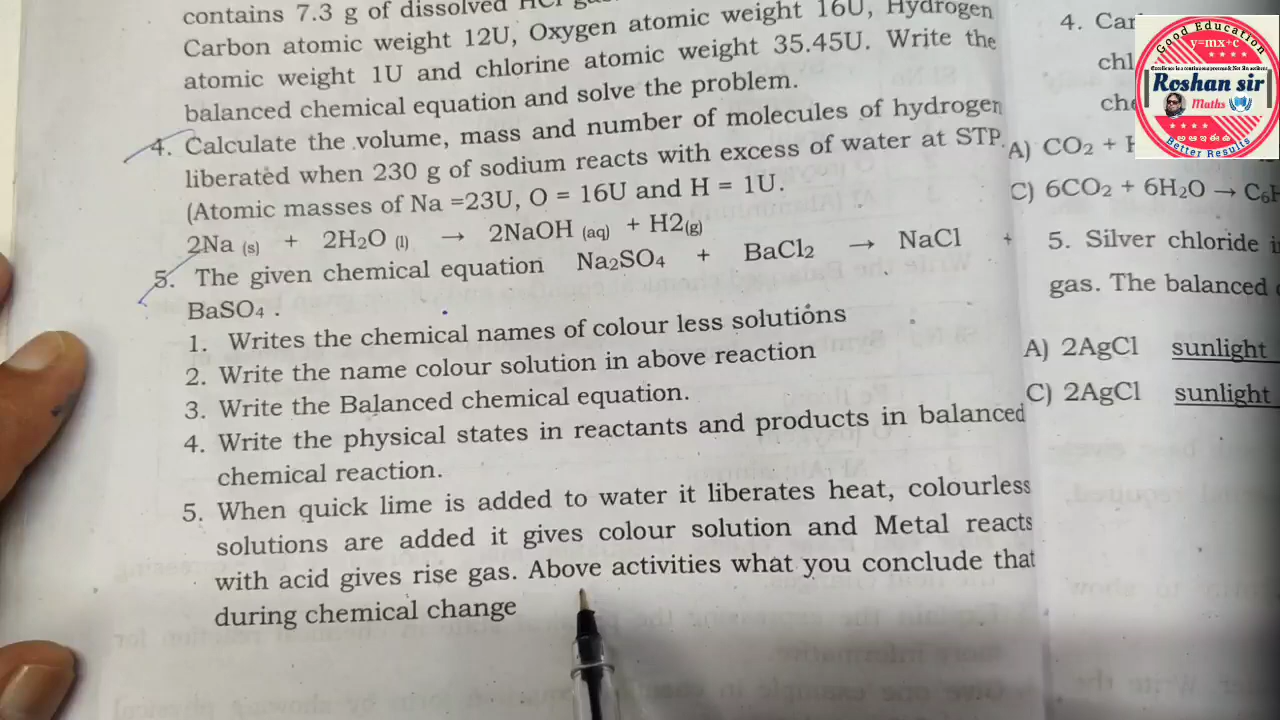 contains 7.3 g of dissolved HCl
Carbon atomic weight 12U, Oxygen atomic weight 16U, Hydrogen
atomic weight 1U and chlorine atomic weight 35.45U. Write the
balanced chemical equation and solve the problem.
4. Calculate the volume, mass and number of molecules of hydrogen
liberated when 230 g of sodium reacts with excess of water at STP.
(Atomic masses of Na =23U, O = 16U and H = 1U.
2Na (s) + 2H₂O (l) → 2NaOH (aq) + H2(g)
5. The given chemical equation Na₂SO₄ + BaCl₂ → NaCl +
BaSO₄ .
1. Writes the chemical names of colour less solutions
2. Write the name colour solution in above reaction
3. Write the Balanced chemical equation.
4. Write the physical states in reactants and products in balanced
chemical reaction.
5. When quick lime is added to water it liberates heat, colourless
solutions are added it gives colour solution and Metal reacts
with acid gives rise gas. Above activities what you conclude that
during chemical change
4. Car
chl
che
A) CO₂ + H
C) 6CO₂ + 6H₂O → C₆H
5. Silver chloride i
gas. The balanced
A) 2AgCl sunlight
C) 2AgCl sunlight
Good Education
y=mx+c
Roshan sir
Maths
Better Results